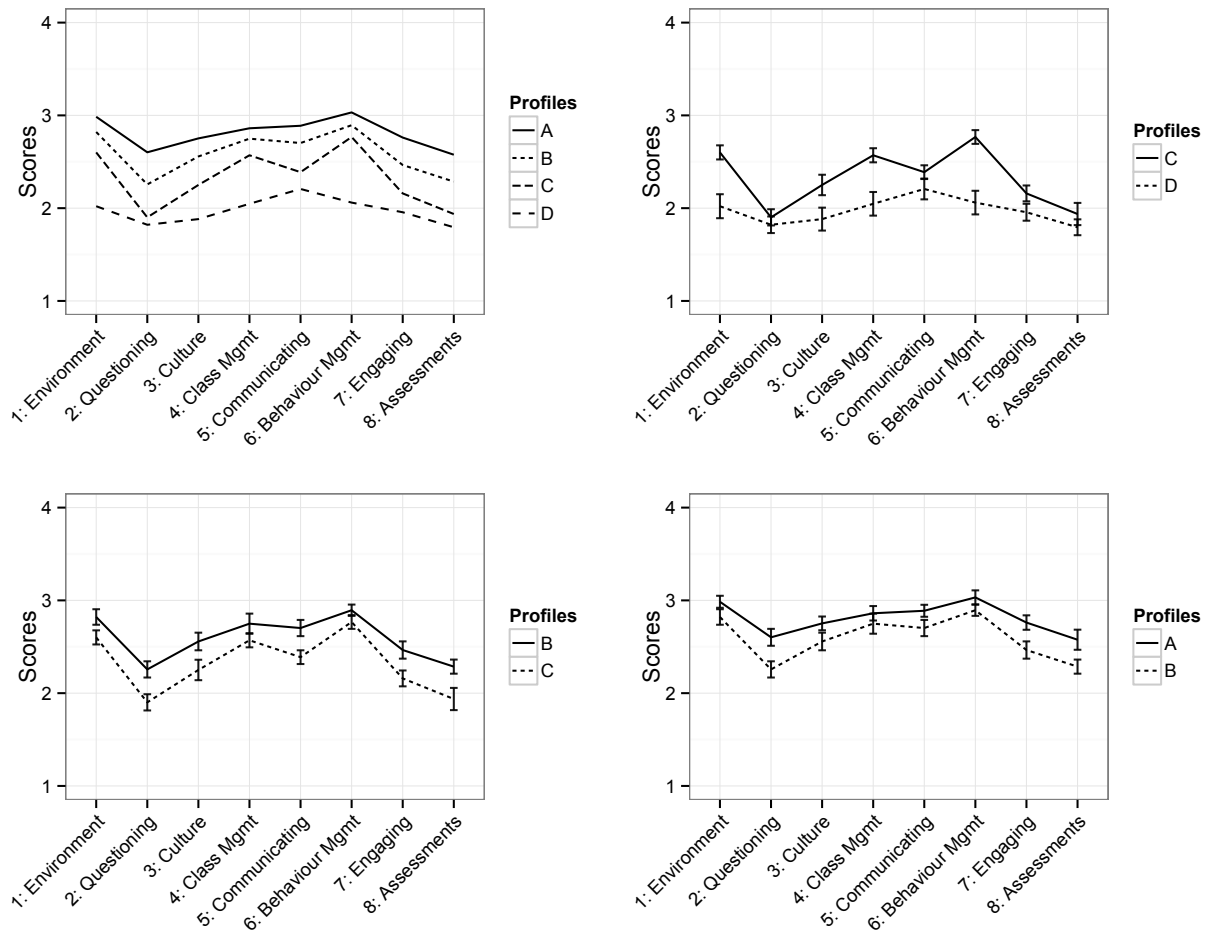 4
3
2
1
Scores
1: Environment
2: Questioning
3: Culture
4: Class Mgmt
5: Communicating
6: Behaviour Mgmt
7: Engaging
8: Assessments
Profiles
A
B
C
D
4
3
2
1
Scores
1: Environment
2: Questioning
3: Culture
4: Class Mgmt
5: Communicating
6: Behaviour Mgmt
7: Engaging
8: Assessments
Profiles
C
D
4
3
2
1
Scores
1: Environment
2: Questioning
3: Culture
4: Class Mgmt
5: Communicating
6: Behaviour Mgmt
7: Engaging
8: Assessments
Profiles
B
C
4
3
2
1
Scores
1: Environment
2: Questioning
3: Culture
4: Class Mgmt
5: Communicating
6: Behaviour Mgmt
7: Engaging
8: Assessments
Profiles
A
B